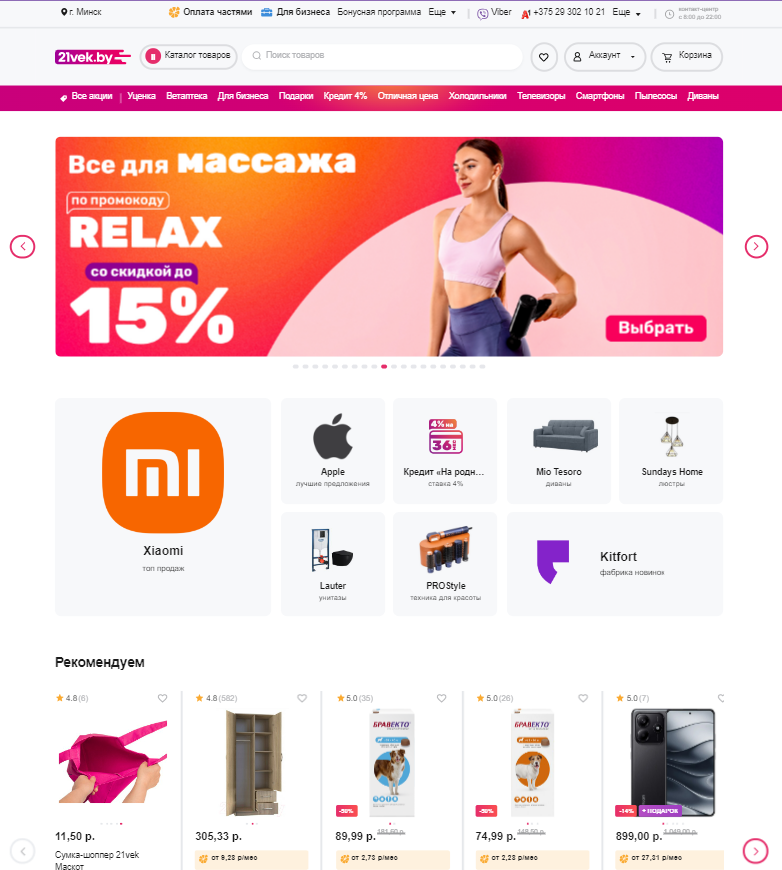 г. Минск
Оплата частями
Для бизнеса
Бонусная программа
Еще
Viber
+375 29 302 10 21
Еще
контакт-центр
с 8:00 до 22:00
21vek.by
Каталог товаров
Поиск товаров
Аккаунт
Корзина
Все акции
Уценка
Ветаптека
Для бизнеса
Подарки
Кредит 4%
Отличная цена
Холодильники
Телевизоры
Смартфоны
Пылесосы
Диваны
Все для массажа
по промокоду
RELAX
со скидкой до
15%
Выбрать
Xiaomi
топ продаж
Apple
лучшие предложения
4% на
36 мес
Кредит «На родн...
ставка 4%
Mio Tesoro
диваны
Sundays Home
люстры
Lauter
унитазы
PROStyle
техника для красоты
Kitfort
фабрика новинок
Рекомендуем
4.8 (6)
4.8 (582)
5.0 (35)
5.0 (26)
5.0 (7)
БРАВЕКТО
БРАВЕКТО
-50%
-50%
-14%
+ ПОДАРОК
11,50 р.
305,33 р.
89,99 р. 181,50 р.
74,99 р. 148,50 р.
899,00 р. 1 049,00 р.
Сумка-шоппер 21vek
Маскот
от 9,28 р/мес
от 2,73 р/мес
от 2,28 р/мес
от 27,31 р/мес